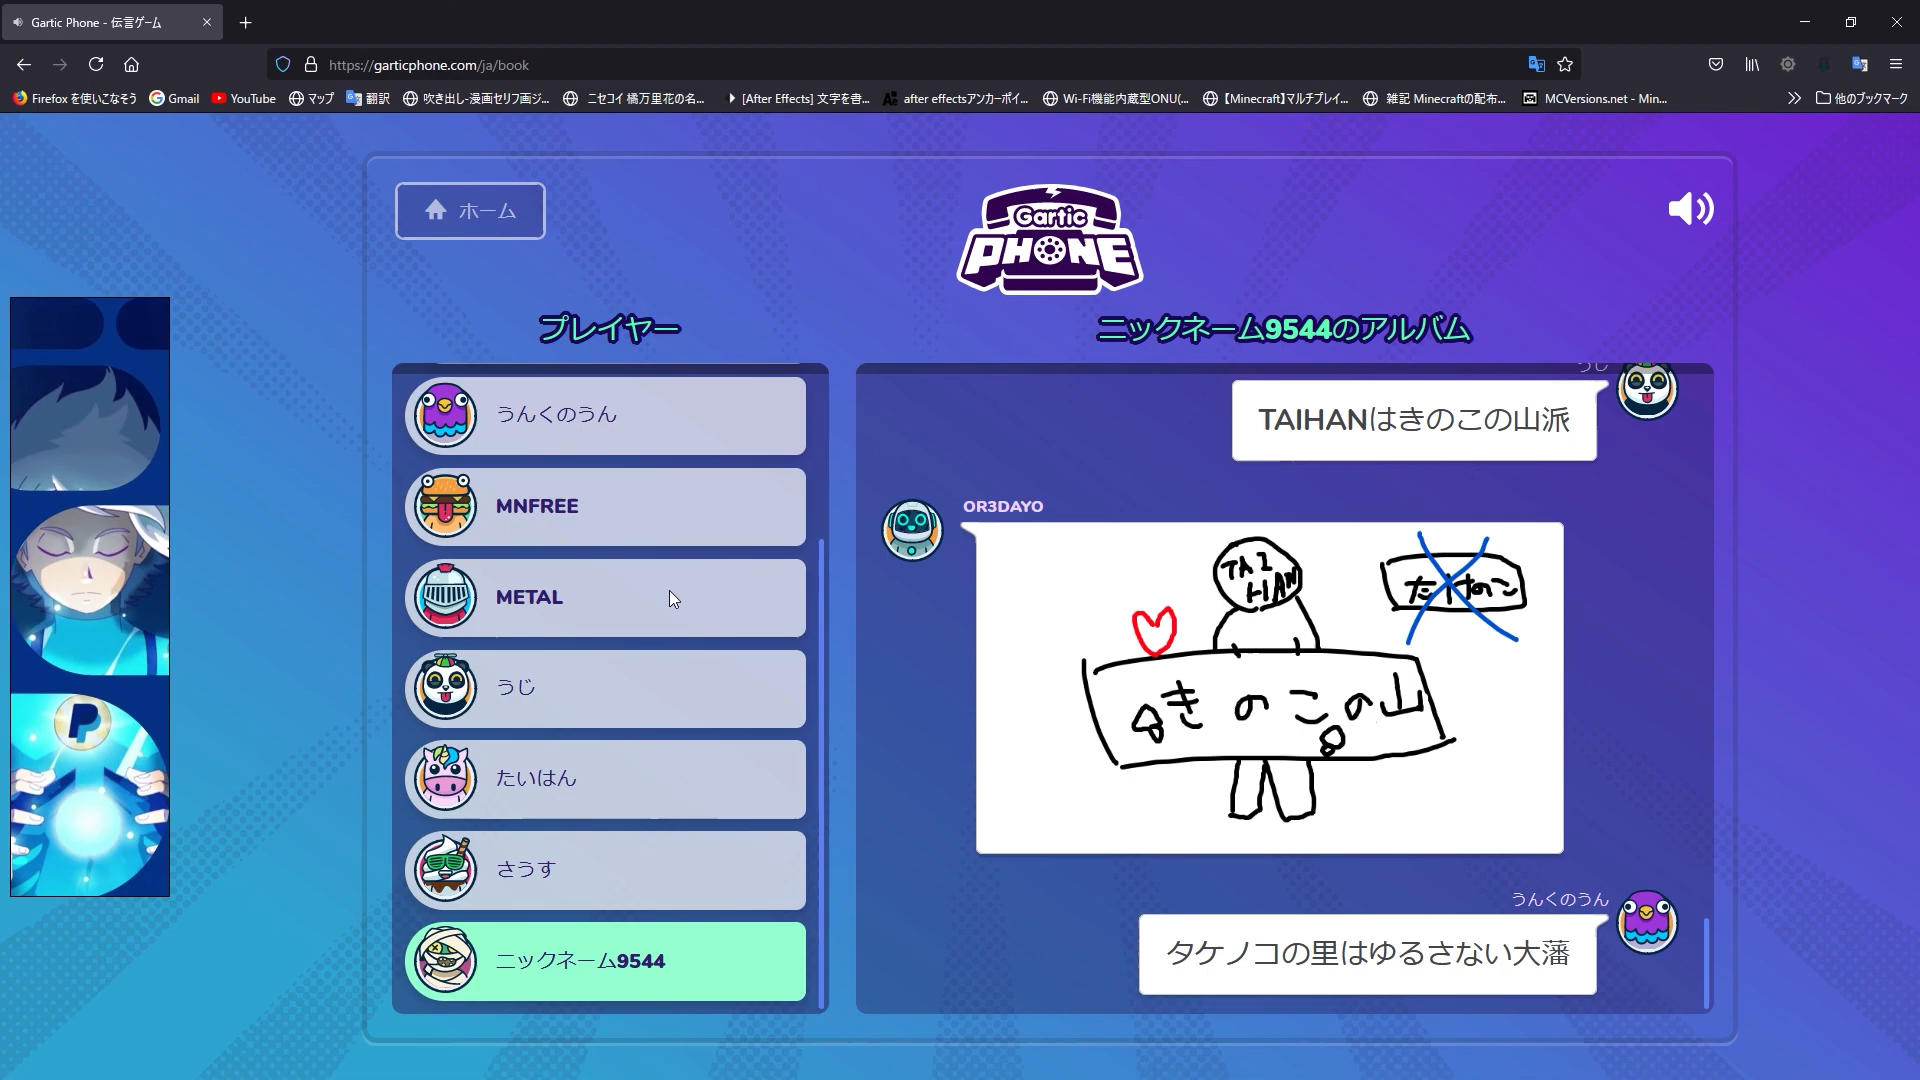 Gartic Phone - 伝言ゲーム
https://garticphone.com/ja/book
Firefox を使いこなそう
Gmail
YouTube
マップ
翻訳
吹き出し-漫画セリフ画ジ...
ニセコイ 橘万里花の名...
[After Effects] 文字を書...
after effectsアンカーポイ...
Wi-Fi機能内蔵型ONU(...
【Minecraft】マルチプレイ...
雑記 Minecraftの配布...
MCVersions.net - Min...
他のブックマーク
ホーム
Gartic
PHONE
プレイヤー
うんくのうん
MNFREE
METAL
うじ
たいはん
さうす
ニックネーム9544
ニックネーム9544のアルバム
うじ
TAIHANはきのこの山派
OR3DAYO
TAI
HAN
たけのこ
きのこの山
うんくのうん
タケノコの里はゆるさない大藩